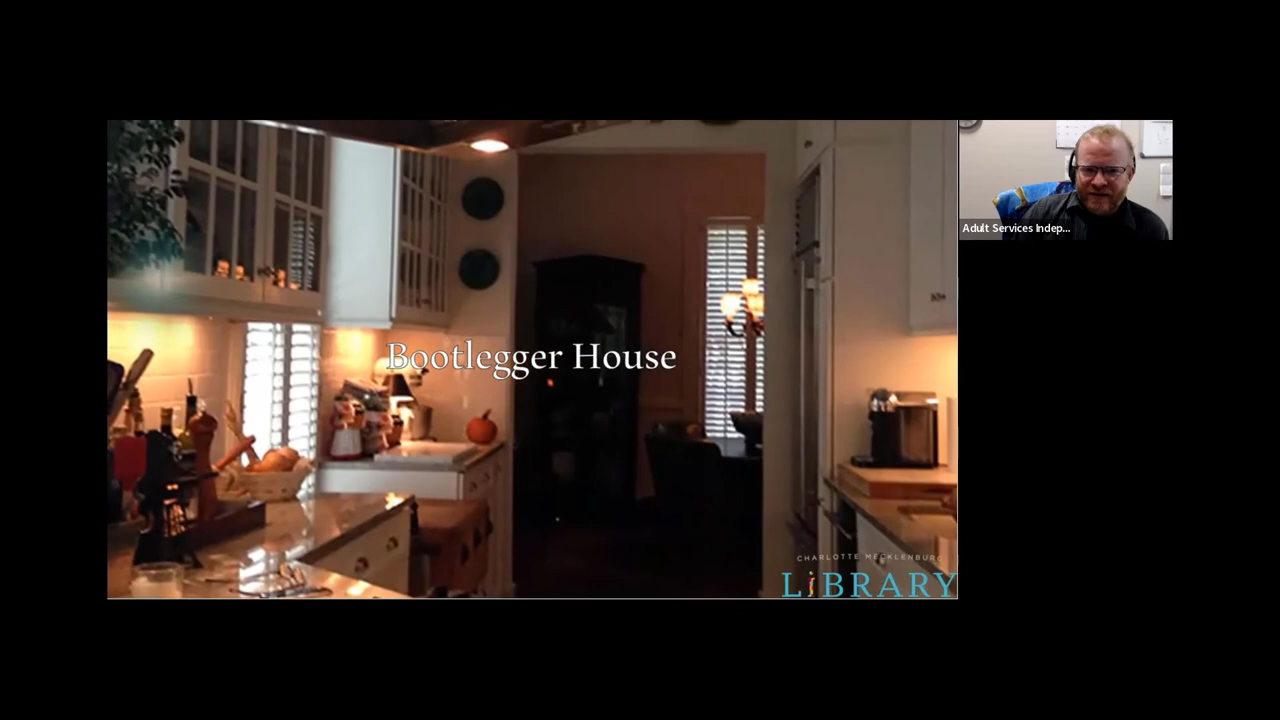 Bootlegger House
Adult Services Indep...
CHARLOTTE MECKLENBURG
LiBRARY